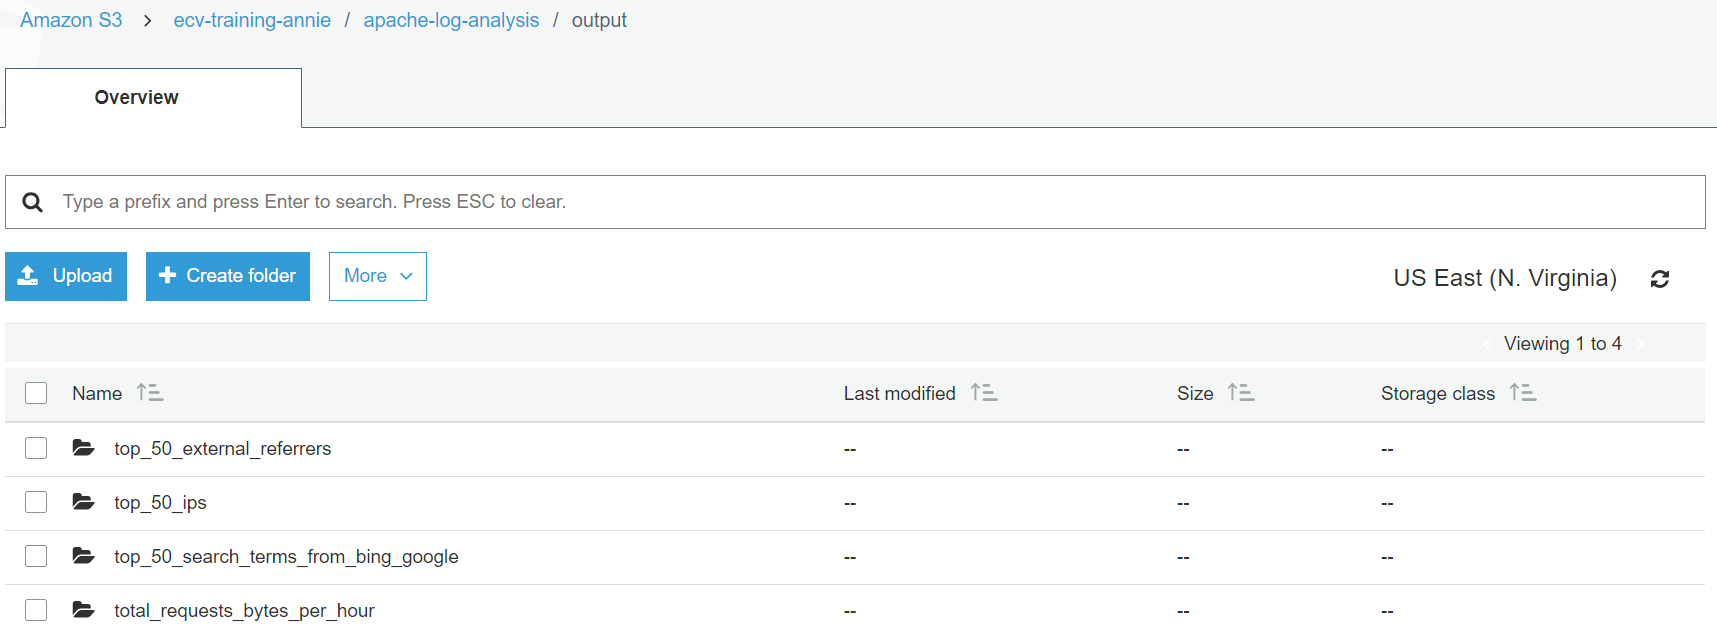 Amazon S3 > ecv-training-annie / apache-log-analysis / output
Overview
Type a prefix and press Enter to search. Press ESC to clear.
Upload + Create folder More US East (N. Virginia)
Viewing 1 to 4
Name Last modified Size Storage class
top_50_external_referrers -- -- --
top_50_ips -- -- --
top_50_search_terms_from_bing_google -- -- --
total_requests_bytes_per_hour -- -- --